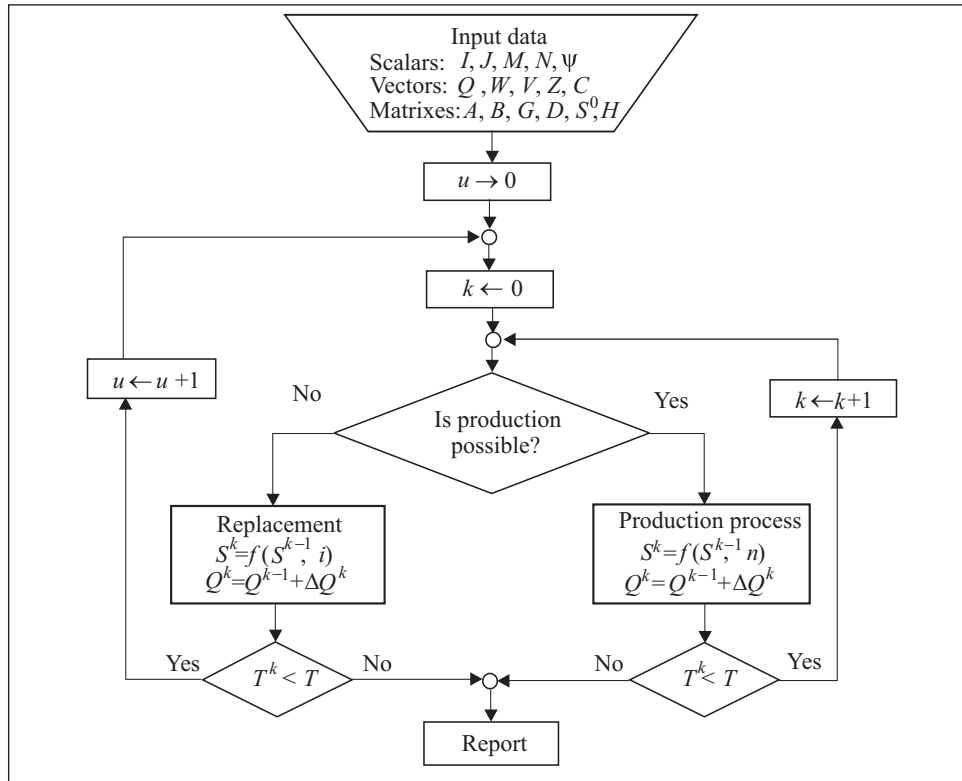 Input data
Scalars: I, J, M, N, ψ
Vectors: Q ,W, V, Z, C
Matrixes: A, B, G, D, S⁰, H
u → 0
k ← 0
u ← u +1
No
Is production
possible?
Yes
k ← k+1
Replacement
Sᵏ=f(Sᵏ⁻¹, i)
Qᵏ=Qᵏ⁻¹+ΔQᵏ
Production process
Sᵏ=f(Sᵏ,⁻¹ n)
Qᵏ=Qᵏ⁻¹+ΔQᵏ
Yes
Tᵏ < T
No
No
Tᵏ< T
Yes
Report